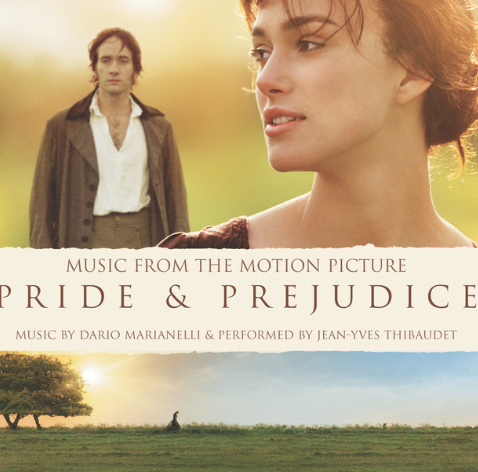 MUSIC FROM THE MOTION PICTURE
PRIDE & PREJUDICE
MUSIC BY DARIO MARIANELLI & PERFORMED BY JEAN-YVES THIBAUDET